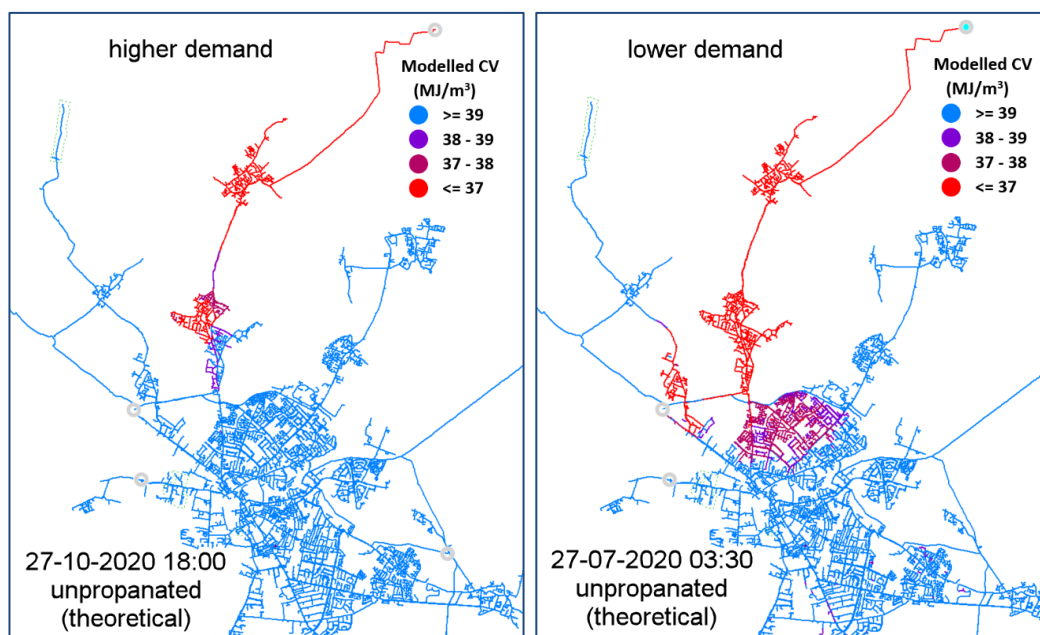 higher demand
Modelled CV
(MJ/m³)
>= 39
38 - 39
37 - 38
<= 37
27-10-2020 18:00
unpropanated
(theoretical)
lower demand
Modelled CV
(MJ/m³)
>= 39
38 - 39
37 - 38
<= 37
27-07-2020 03:30
unpropanated
(theoretical)